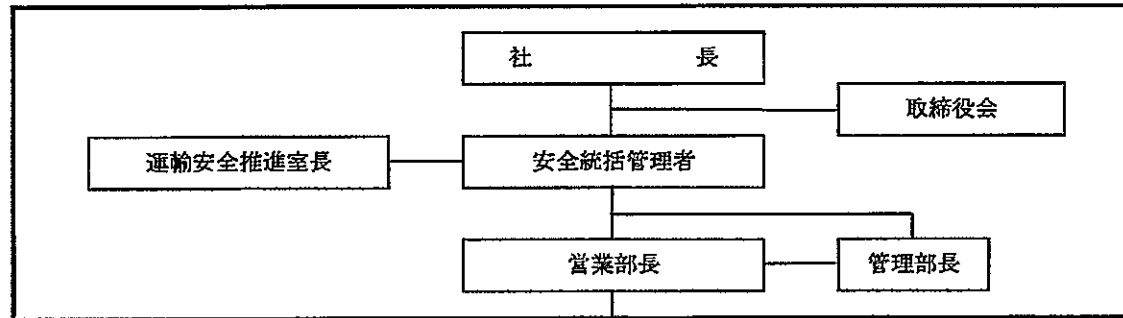 社長
取締役会
運輸安全推進室長
安全統括管理者
営業部長
管理部長